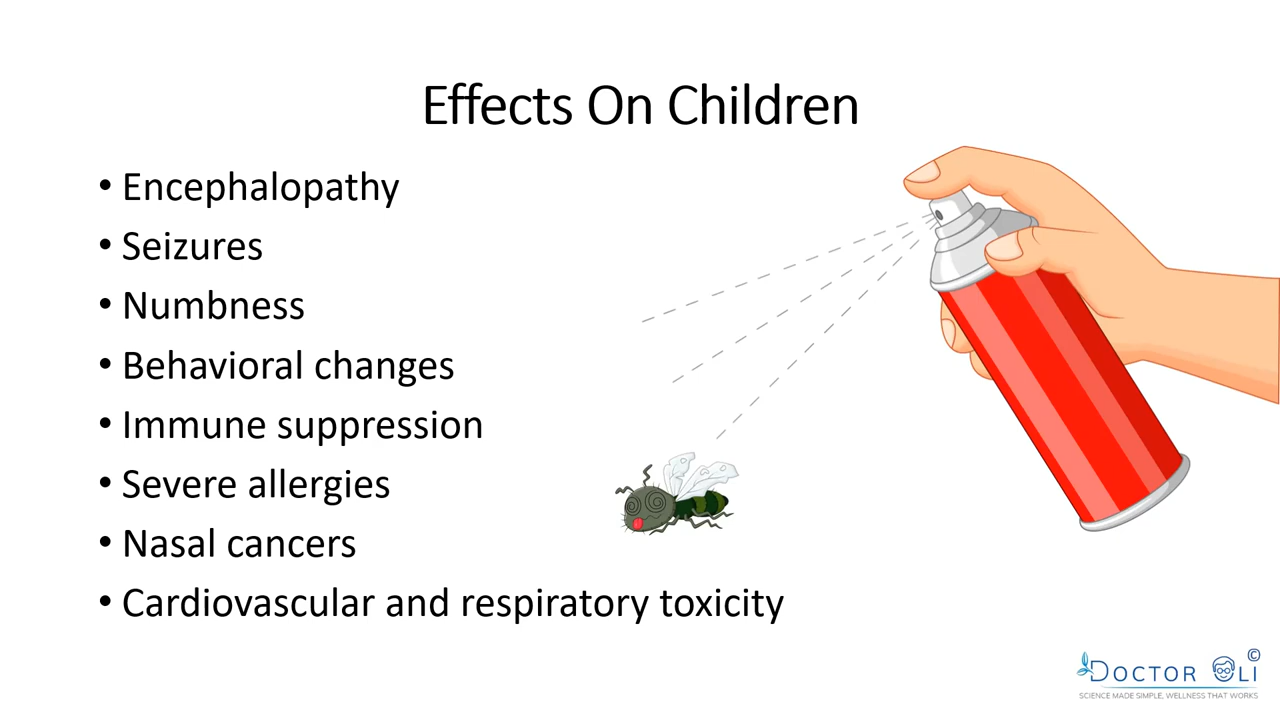 Effects On Children
• Encephalopathy
• Seizures
• Numbness
• Behavioral changes
• Immune suppression
• Severe allergies
• Nasal cancers
• Cardiovascular and respiratory toxicity
DOCTOR OLI ©
SCIENCE MADE SIMPLE, WELLNESS THAT WORKS